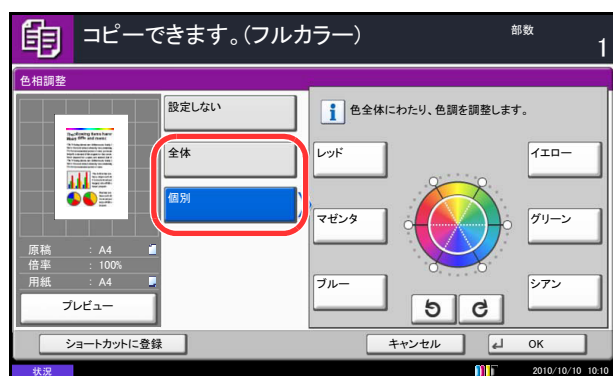 コピーできます。(フルカラー)
部数
1
色相調整
設定しない
全体
個別
原稿 : A4
倍率 : 100%
用紙 : A4
プレビュー
色全体にわたり、色調を調整します。
レッド
イエロー
マゼンタ
グリーン
ブルー
シアン
ショートカットに登録
キャンセル
OK
状況
2010/10/10 10:10